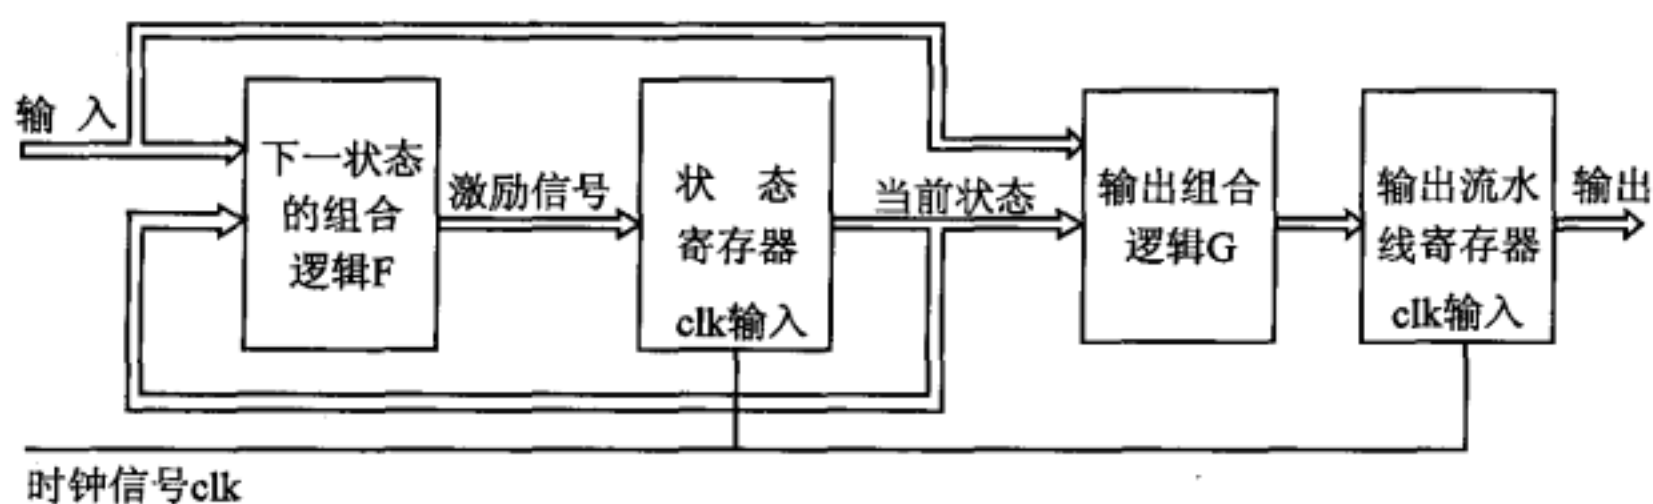 输 入
下一状态
的组合
逻辑F
激励信号
状 态
寄存器
clk输入
当前状态
输出组合
逻辑G
输出流水
线寄存器
clk输入
输出
时钟信号clk